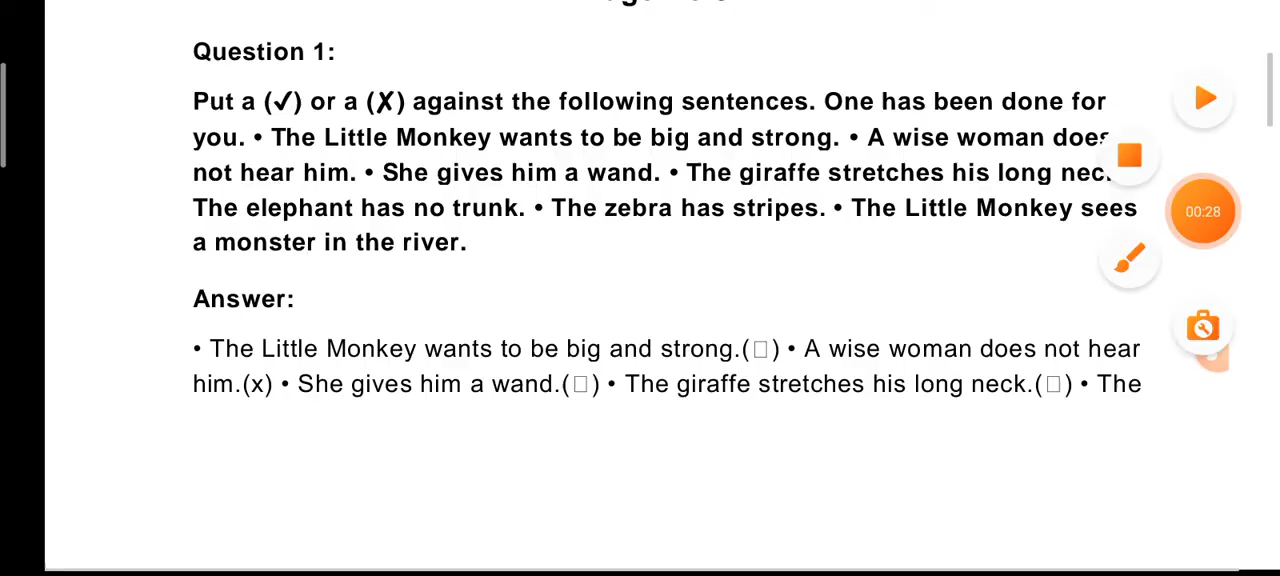 Question 1:
Put a (✓) or a (✗) against the following sentences. One has been done for
you. • The Little Monkey wants to be big and strong. • A wise woman does
not hear him. • She gives him a wand. • The giraffe stretches his long
The elephant has no trunk. • The zebra has stripes. • The Little Monkey sees
a monster in the river.
Answer:
• The Little Monkey wants to be big and strong.(□) • A wise woman does not hear
him.(x) • She gives him a wand.(□) • The giraffe stretches his long neck.(□) • The
00:28